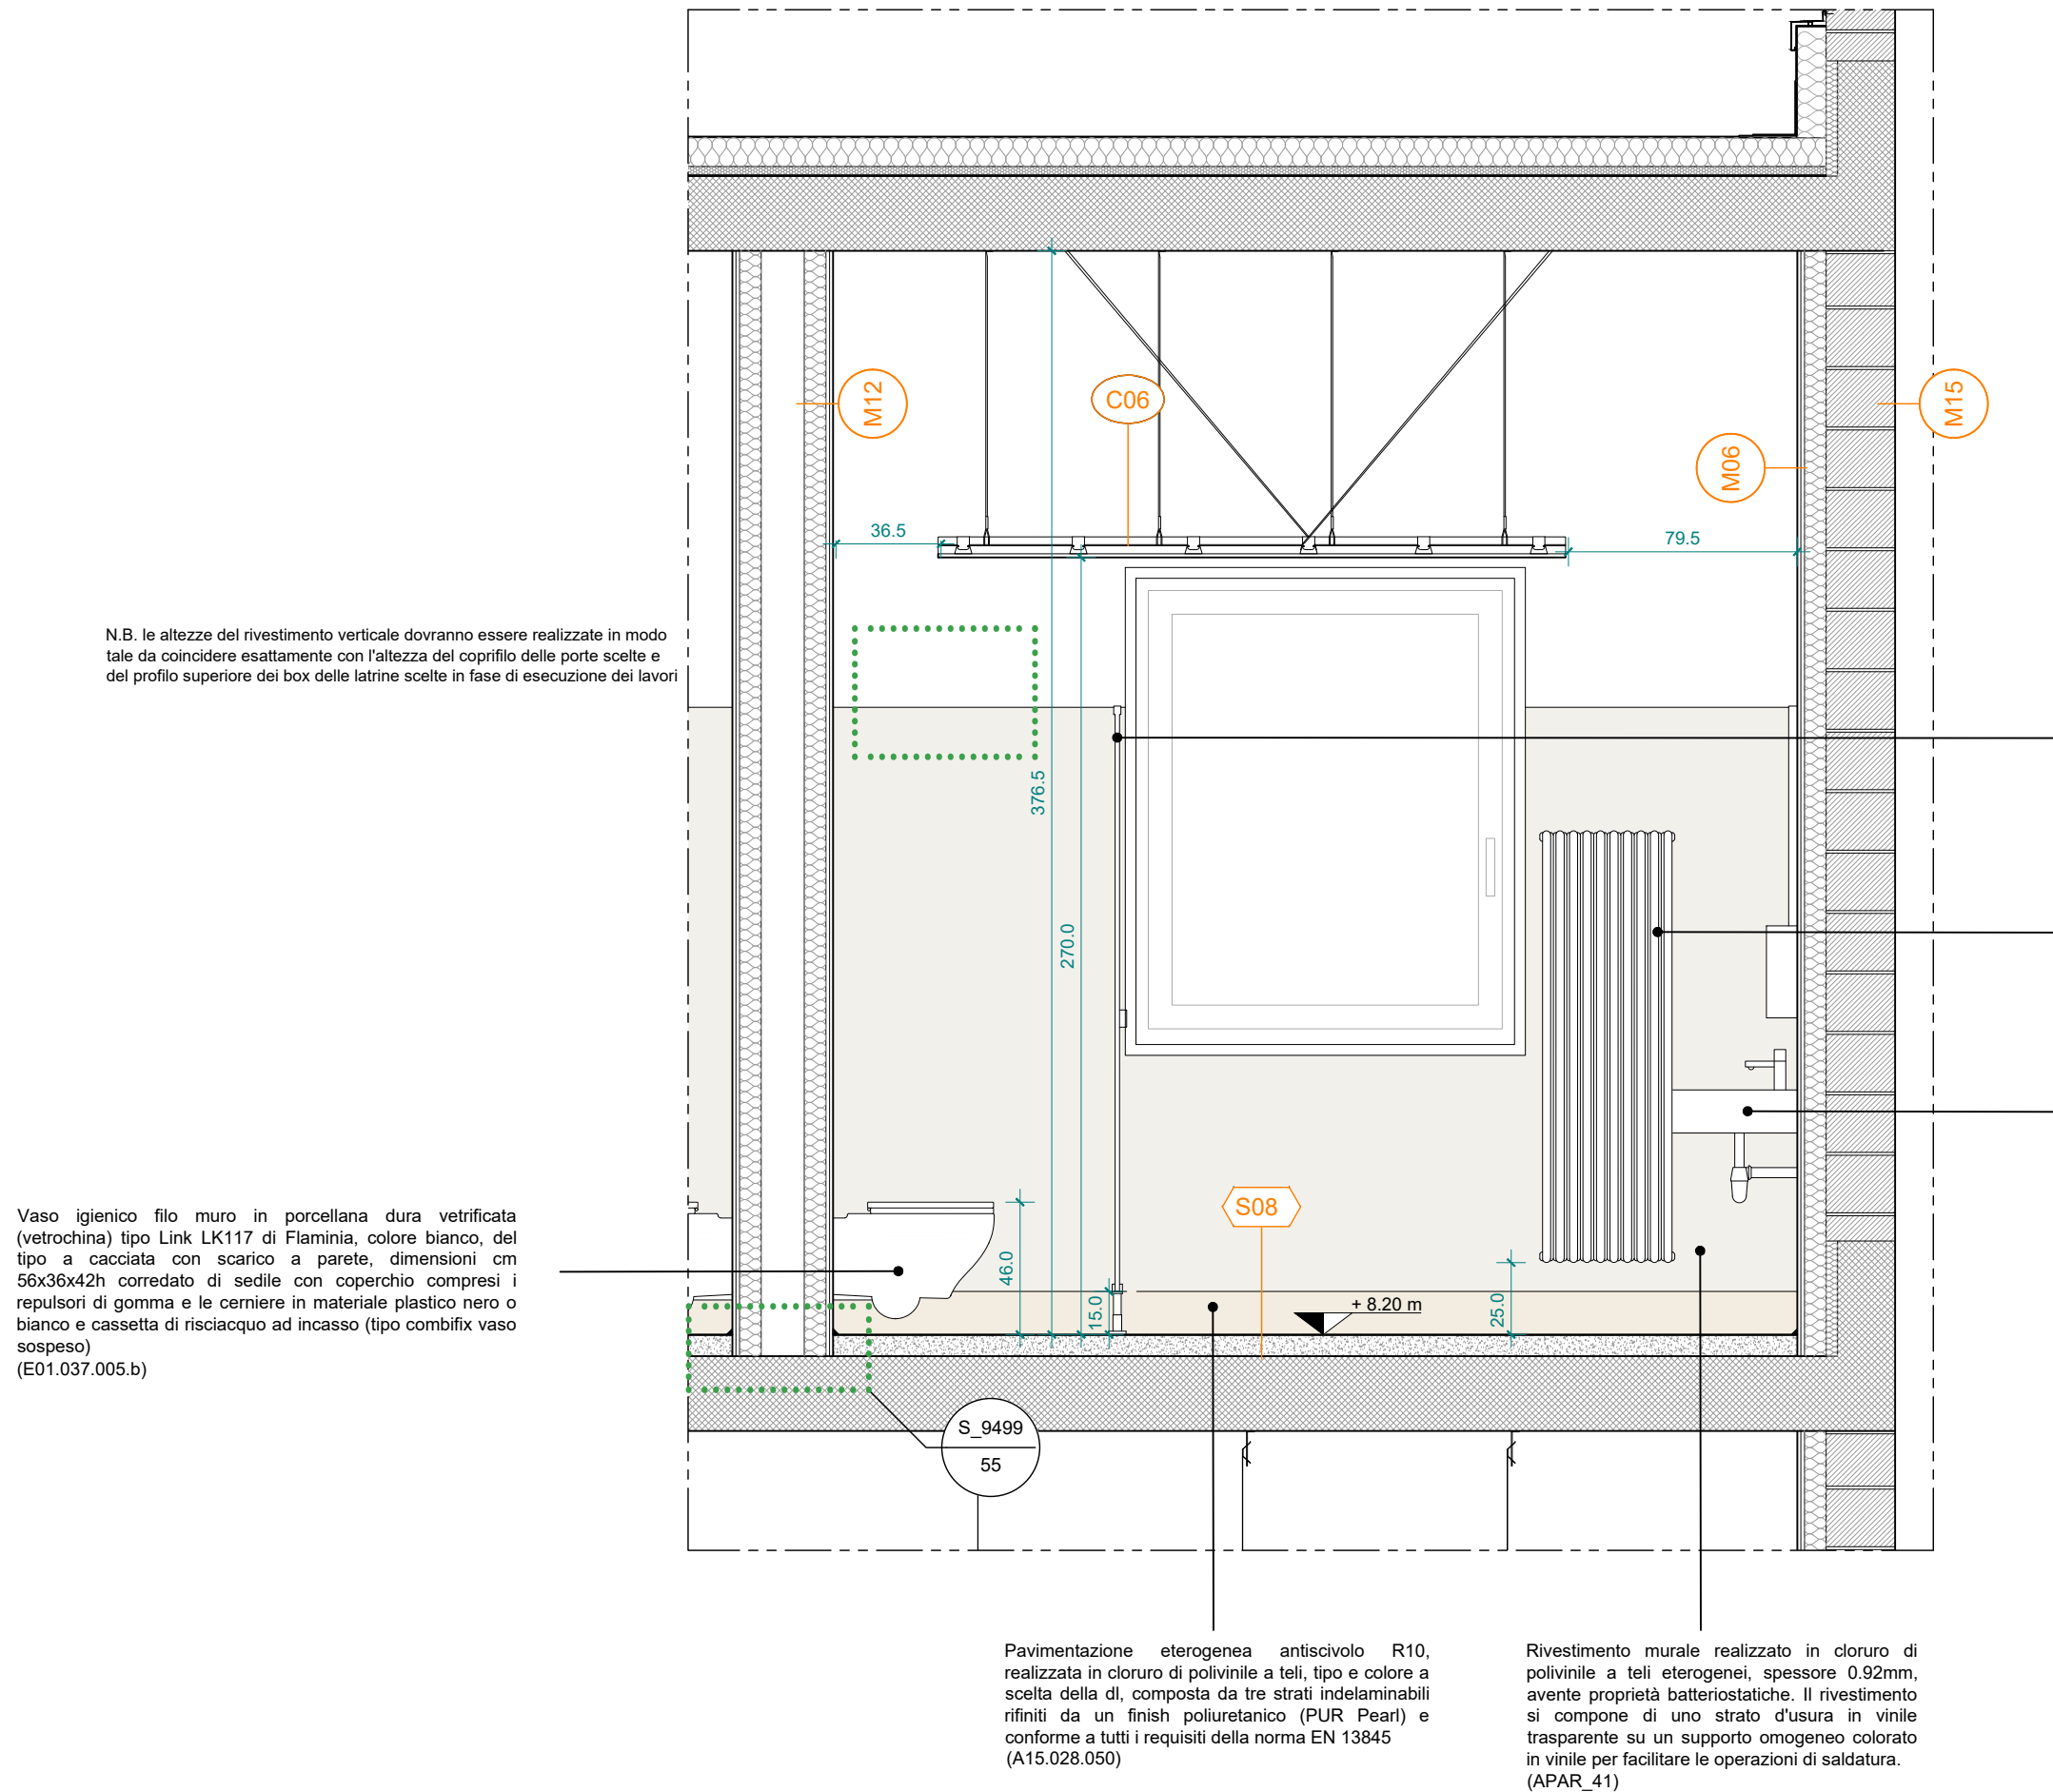 M12
C06
M15
M06
36.5
79.5
N.B. le altezze del rivestimento verticale dovranno essere realizzate in modo
tale da coincidere esattamente con l'altezza del coprifilo delle porte scelte e
del profilo superiore dei box delle latrine scelte in fase di esecuzione dei lavori
376.5
270.0
Vaso igienico filo muro in porcellana dura vetrificata
(vetrochina) tipo Link LK117 di Flaminia, colore bianco, del
tipo a cacciata con scarico a parete, dimensioni cm
56x36x42h corredato di sedile con coperchio compresi i
repulsori di gomma e le cerniere in materiale plastico nero o
bianco e cassetta di risciacquo ad incasso (tipo combifix vaso
sospeso)
(E01.037.005.b)
S08
46.0
15.0
+ 8.20 m
25.0
S_9499
55
Pavimentazione eterogenea antiscivolo R10,
realizzata in cloruro di polivinile a teli, tipo e colore a
scelta della dl, composta da tre strati indelaminabili
rifiniti da un finish poliuretanico (PUR Pearl) e
conforme a tutti i requisiti della norma EN 13845
(A15.028.050)
Rivestimento murale realizzato in cloruro di
polivinile a teli eterogenei, spessore 0.92mm,
avente proprietà batteriostatiche. Il rivestimento
si compone di uno strato d'usura in vinile
trasparente su un supporto omogeneo colorato
in vinile per facilitare le operazioni di saldatura.
(APAR_41)